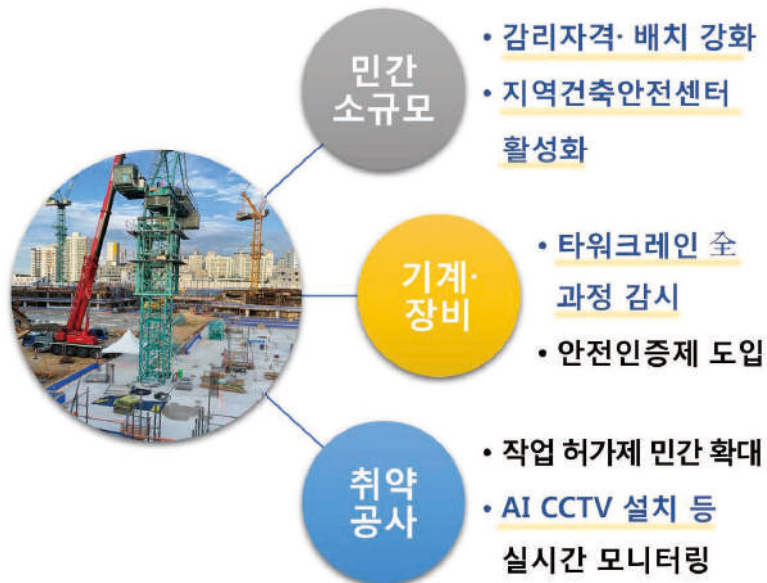 민간
소규모
• 감리자격· 배치 강화
• 지역건축안전센터
활성화
기계·
장비
• 타워크레인 全
과정 감시
• 안전인증제 도입
취약
공사
• 작업 허가제 민간 확대
• AI CCTV 설치 등
실시간 모니터링